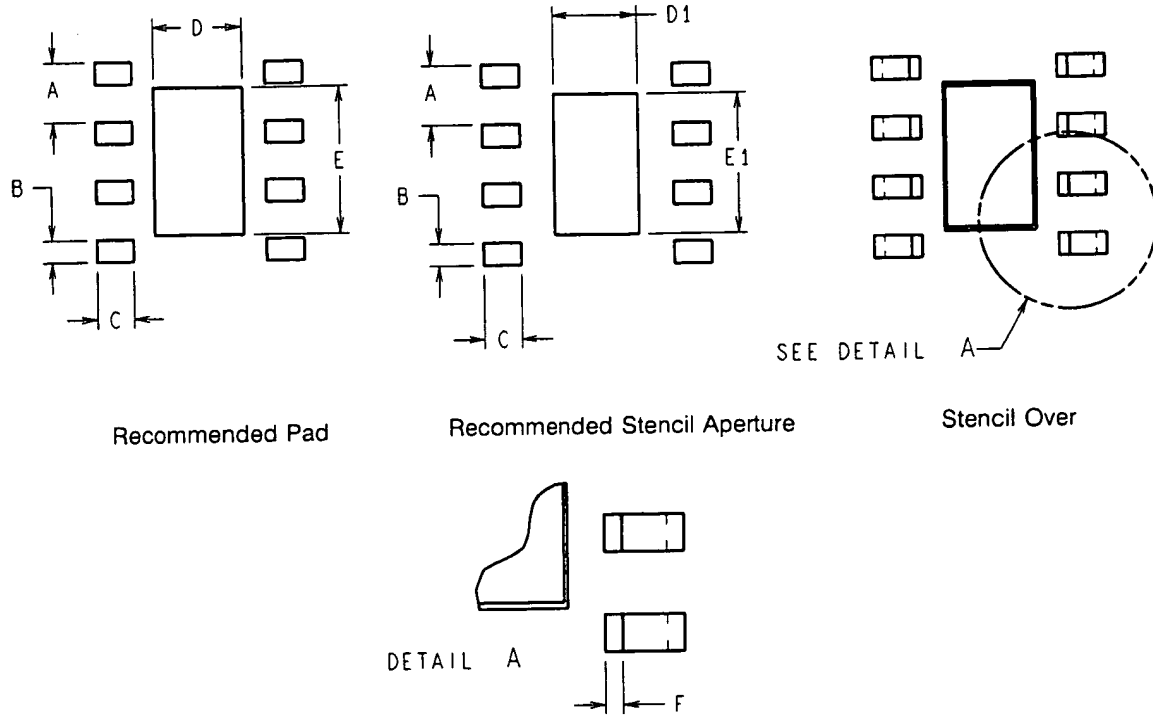 D
A
B
C
E
Recommended Pad
D1
A
B
C
E1
Recommended Stencil Aperture
SEE DETAIL A
Stencil Over
DETAIL A
F